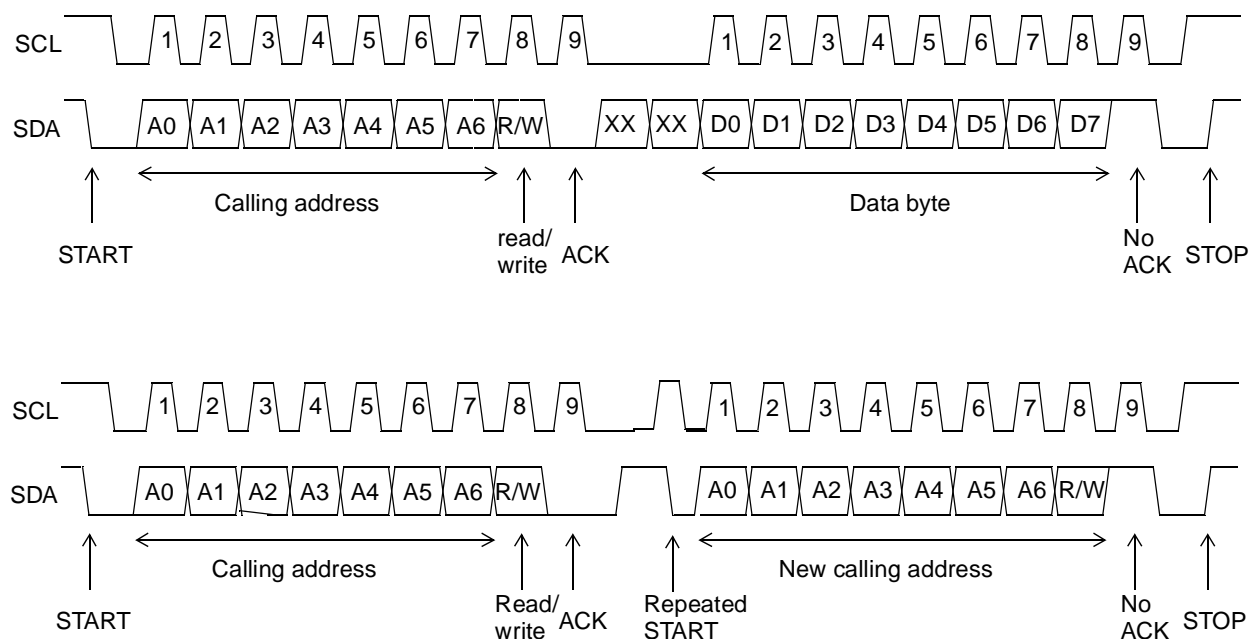 SCL 1 2 3 4 5 6 7 8 9 1 2 3 4 5 6 7 8 9
SDA A0 A1 A2 A3 A4 A5 A6 R/W XX XX D0 D1 D2 D3 D4 D5 D6 D7
Calling address Data byte
START read/ ACK No STOP
write ACK
SCL 1 2 3 4 5 6 7 8 9 1 2 3 4 5 6 7 8 9
SDA A0 A1 A2 A3 A4 A5 A6 R/W A0 A1 A2 A3 A4 A5 A6 R/W
Calling address New calling address
START Read/ ACK Repeated No STOP
write START ACK